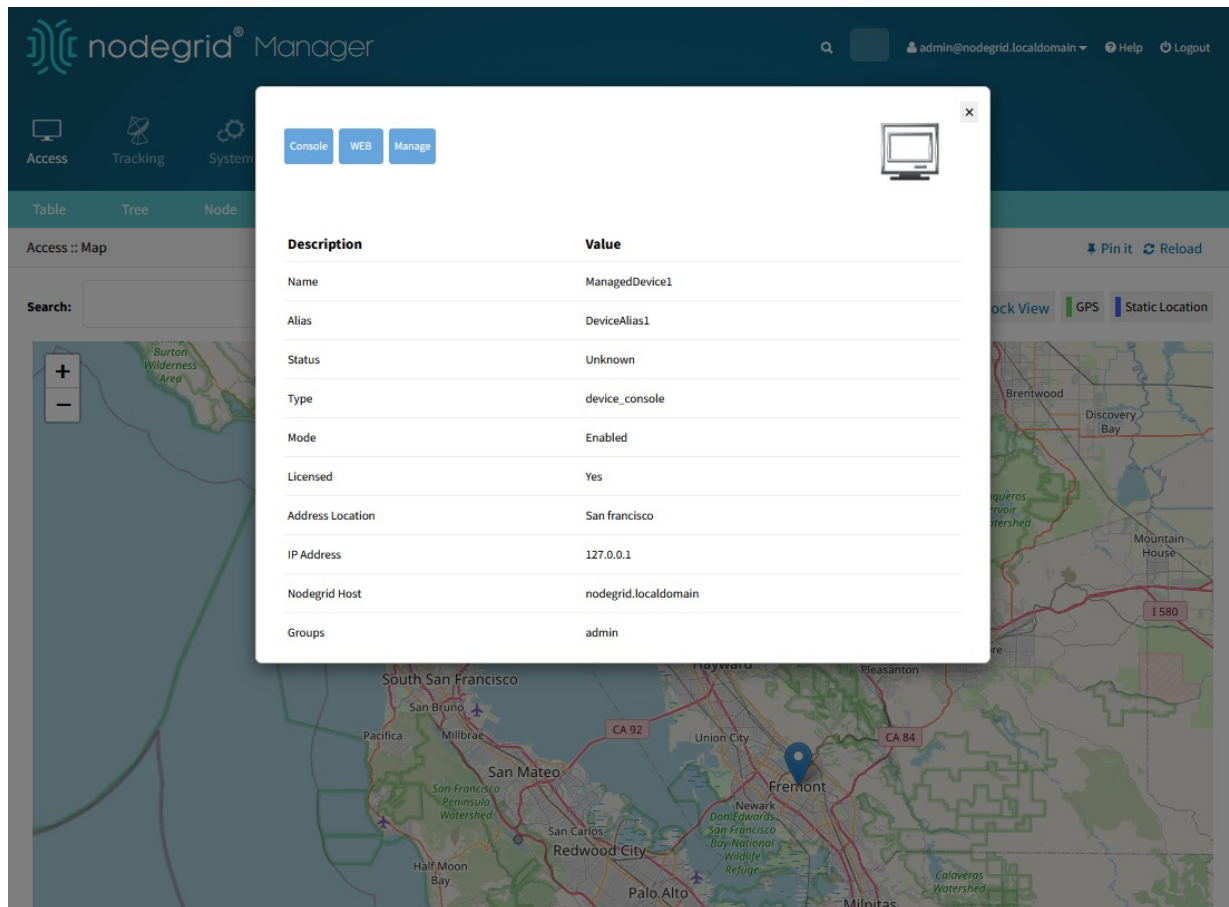 nodegrid® Manager
admin@nodegrid.localdomain
Help
Logout
Access
Tracking
System
Console
WEB
Manage
×
Table
Tree
Node
Access :: Map
Pin it
Reload
Description Value
Name ManagedDevice1
Alias DeviceAlias1
Status Unknown
Type device_console
Mode Enabled
Licensed Yes
Address Location San francisco
IP Address 127.0.0.1
Nodegrid Host nodegrid.localdomain
Groups admin
Search:
ock View
GPS
Static Location
+
−
Burton
Wilderness
Area
Brentwood
Discovery
Bay
Mountain
House
I 580
Hayward
Pleasanton
South San Francisco
San Bruno
Pacifica
Millbrae
CA 92
Union City
CA 84
San Mateo
Fremont
San Francisco
Peninsula
Watershed
Newark
Don Edwards
San Francisco
Bay National
Wildlife
Refuge
San Carlos
Redwood City
Half Moon
Bay
Palo Alto
Calaveras
Watershed
Milpitas